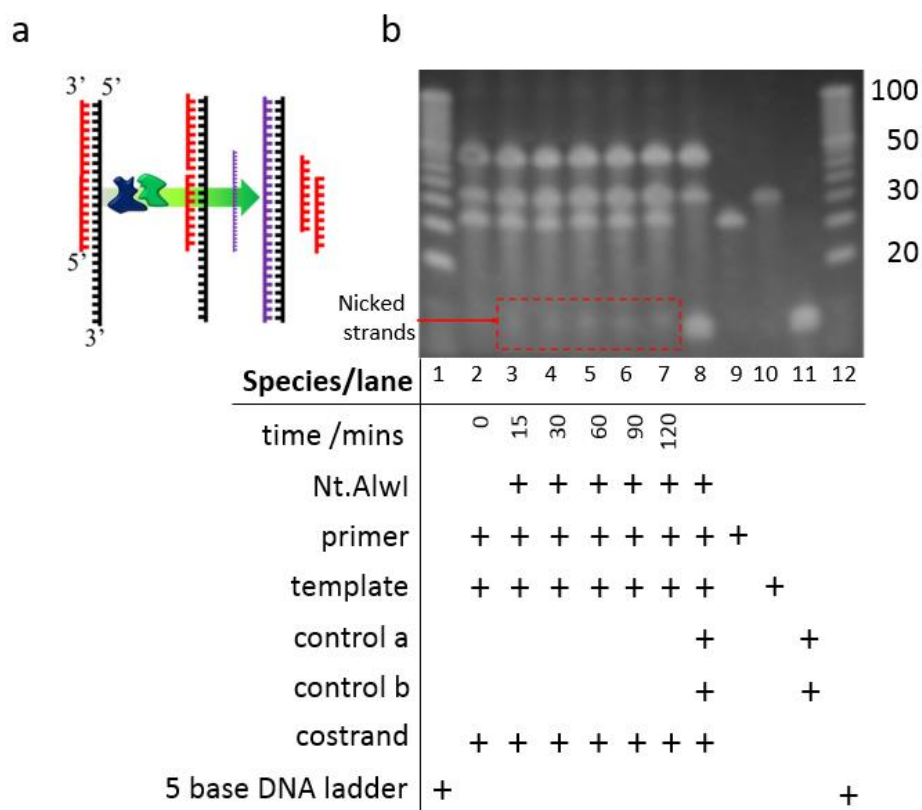 a
b
3’ 5’
5’
3’
100
50
30
20
Nicked
strands
Species/lane 1 2 3 4 5 6 7 8 9 10 11 12
time /mins 0 15 30 60 90 120
Nt.AlwI + + + + + +
primer + + + + + + + +
template + + + + + + + +
control a + +
control b + +
costrand + + + + + + +
5 base DNA ladder + +